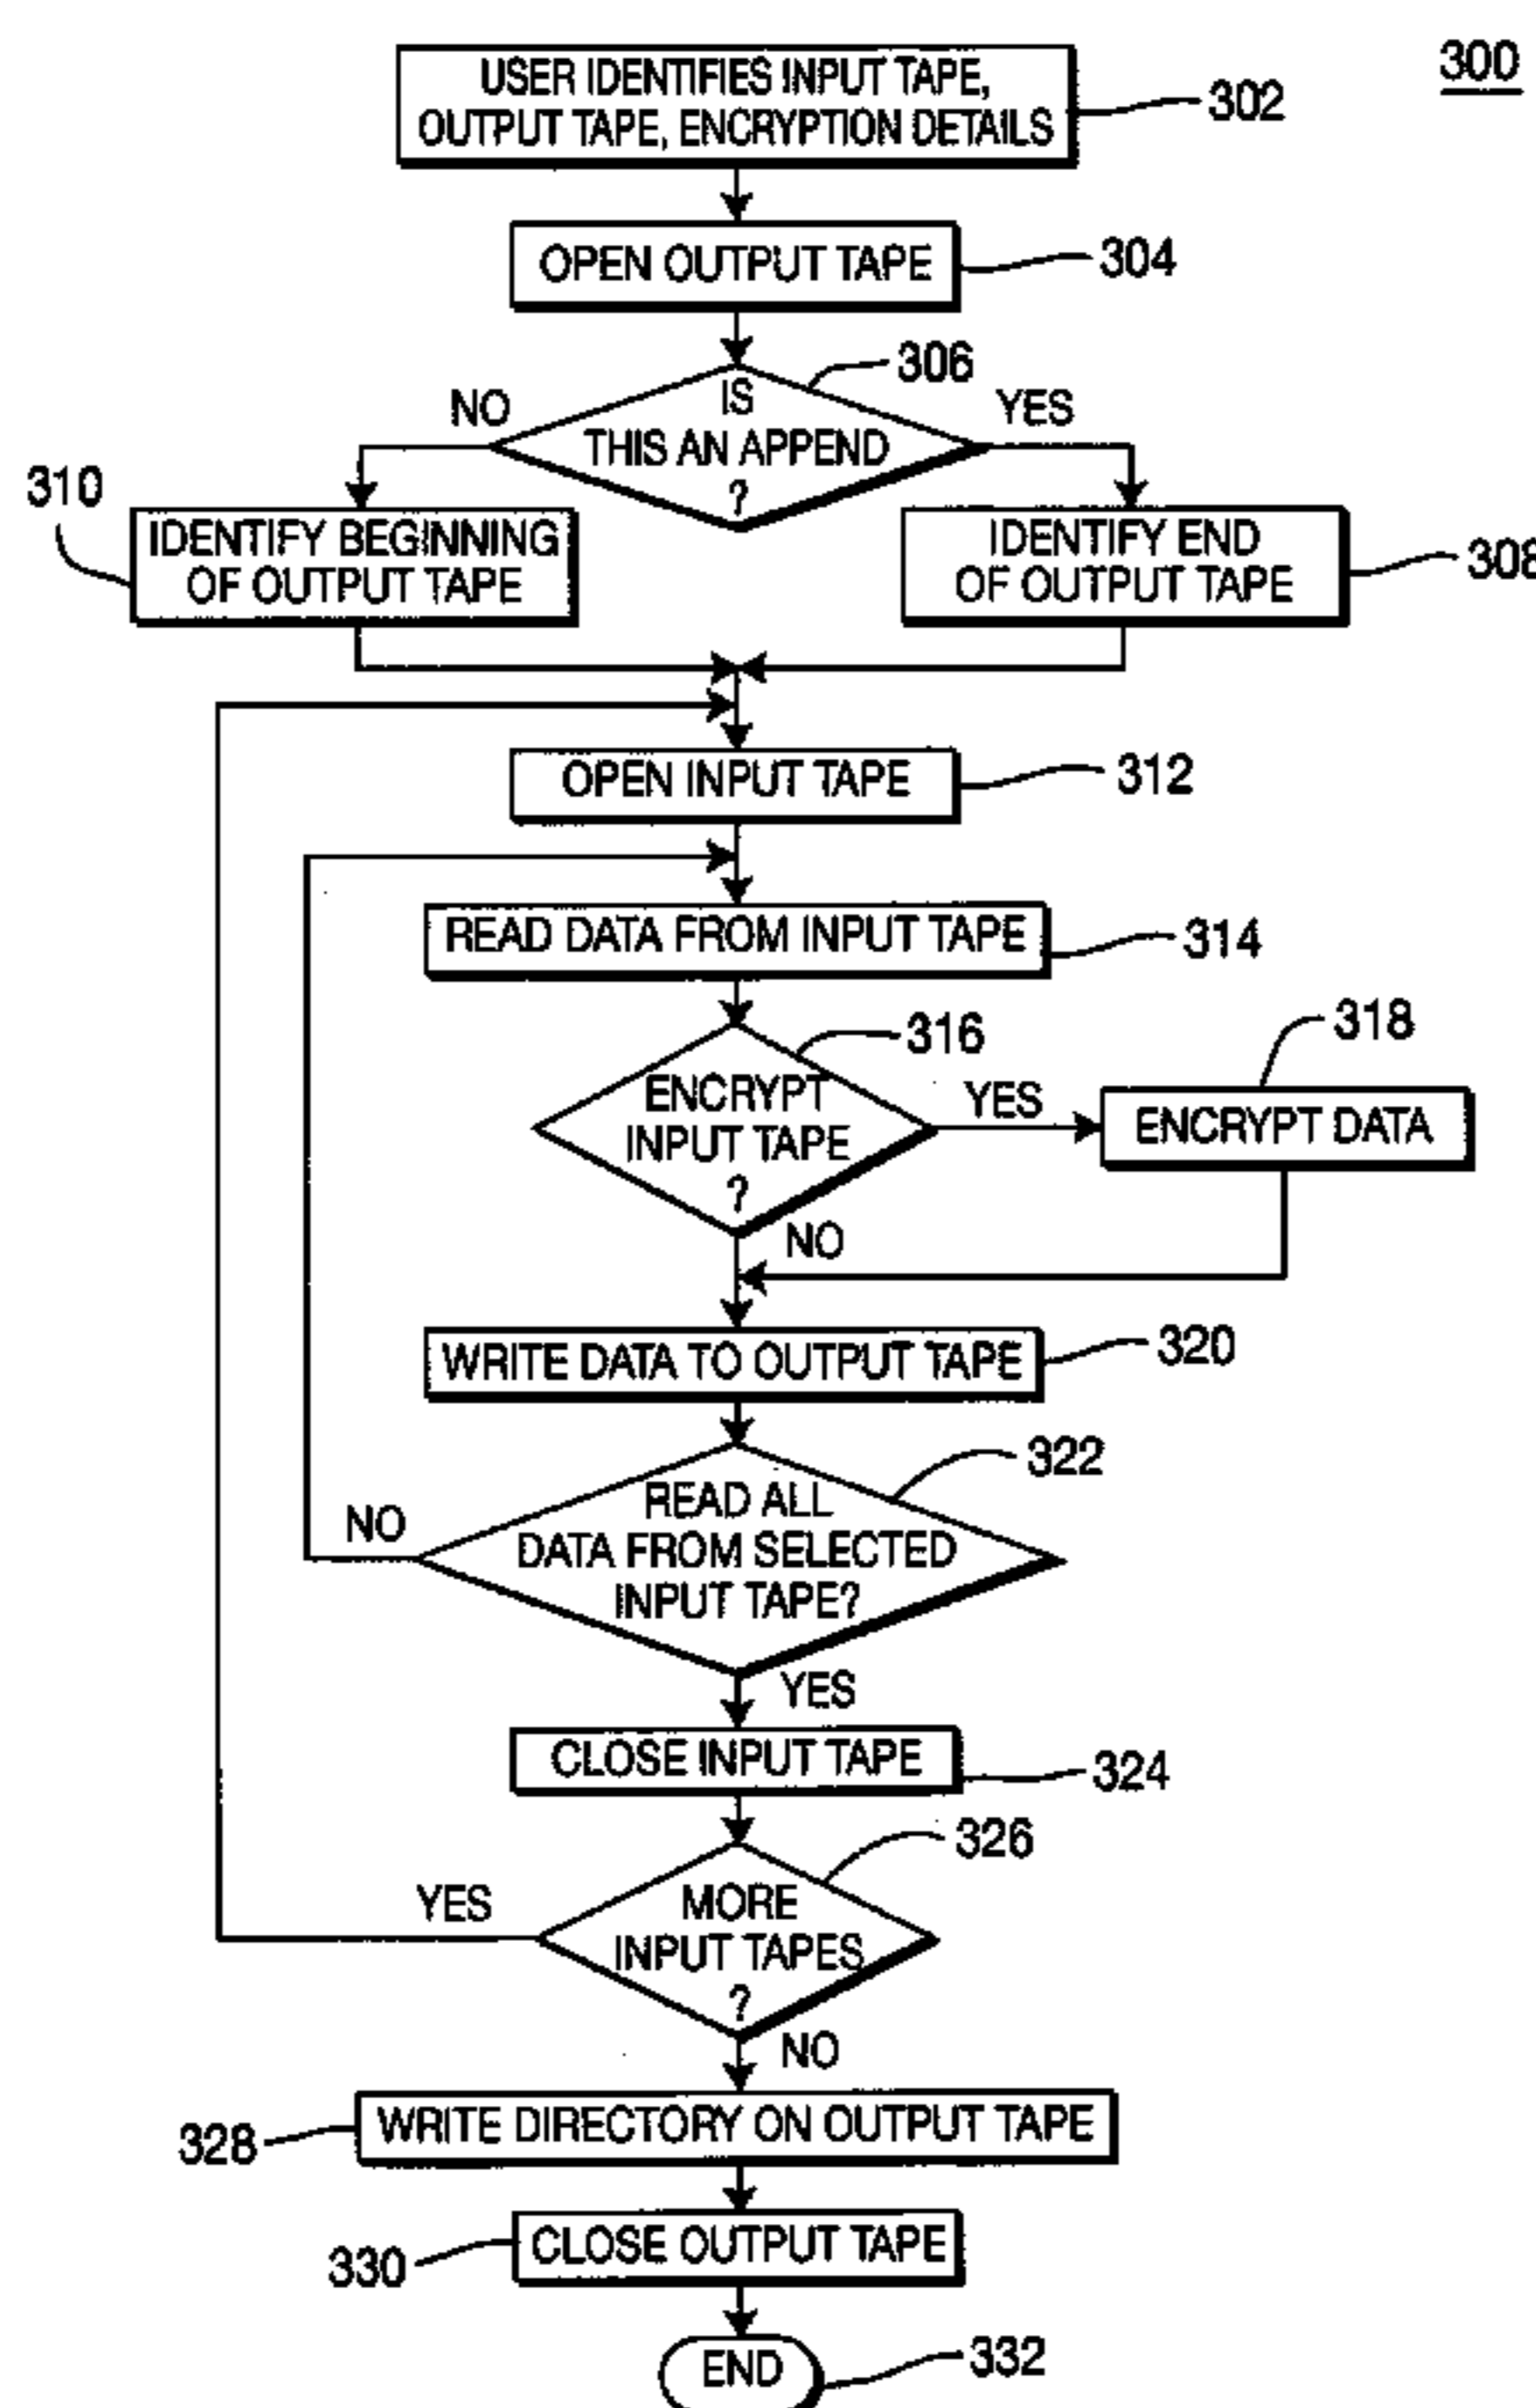 300
USER IDENTIFIES INPUT TAPE,
OUTPUT TAPE, ENCRYPTION DETAILS
302
OPEN OUTPUT TAPE
304
306
NO
IS
THIS AN APPEND
?
YES
310
IDENTIFY BEGINNING
OF OUTPUT TAPE
IDENTIFY END
OF OUTPUT TAPE
308
OPEN INPUT TAPE
312
READ DATA FROM INPUT TAPE
314
316
318
ENCRYPT
INPUT TAPE
?
YES
ENCRYPT DATA
NO
WRITE DATA TO OUTPUT TAPE
320
322
NO
READ ALL
DATA FROM SELECTED
INPUT TAPE?
YES
CLOSE INPUT TAPE
324
326
YES
MORE
INPUT TAPES
?
NO
328
WRITE DIRECTORY ON OUTPUT TAPE
330
CLOSE OUTPUT TAPE
END
332